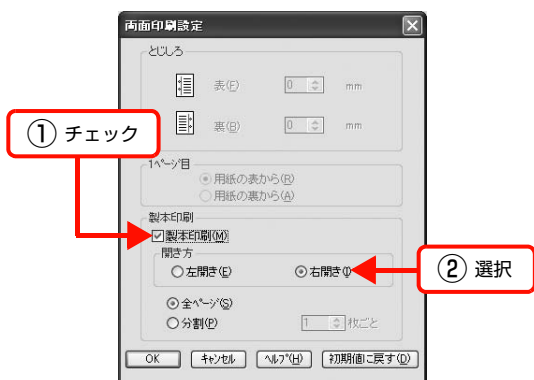 両面印刷設定
とじしろ
表(F) 0 mm
裏(B) 0 mm
① チェック
1ページ目
用紙の表から(R)
用紙の裏から(A)
製本印刷
製本印刷(M)
開き方
左開き(E) 右開き(I)
② 選択
全ページ(S)
分割(P) 1 枚ごと
OK キャンセル ヘルプ(H) 初期値に戻す(D)